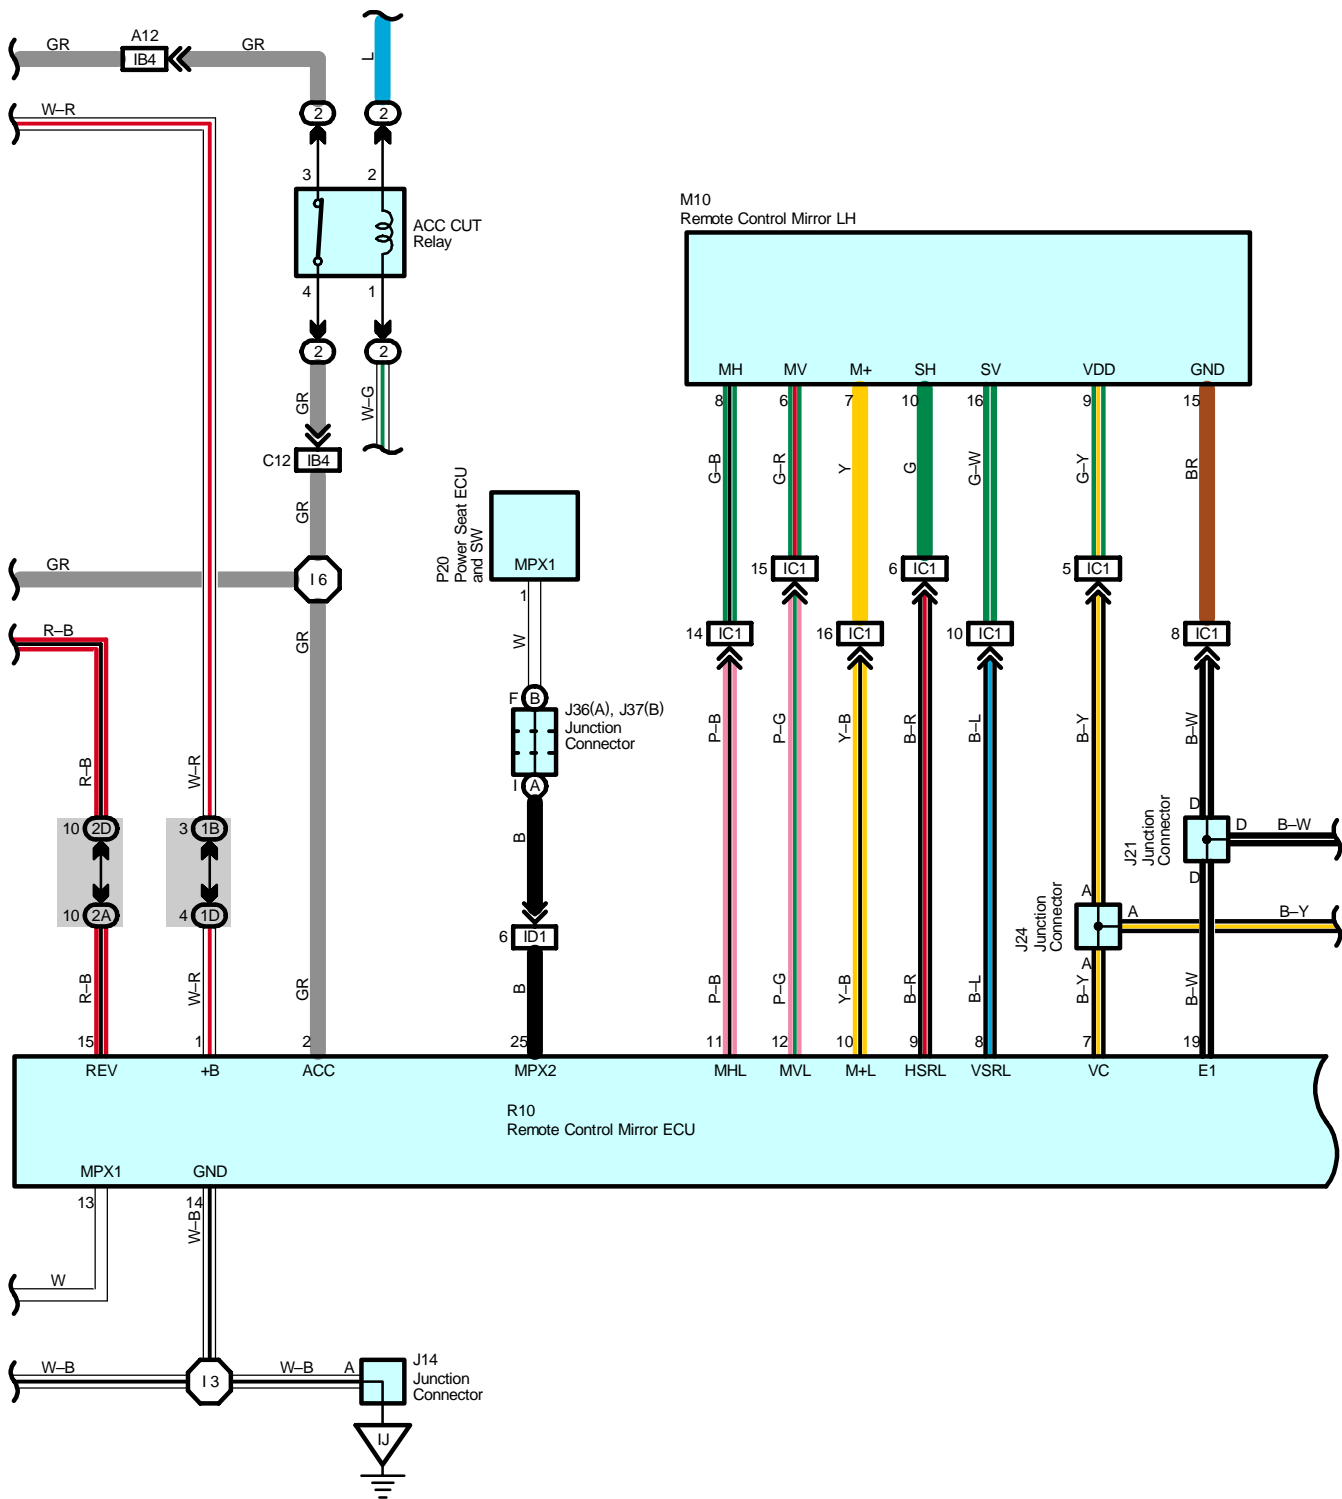 GR
A12
IB4
GR
L
W–R
2
2
3
2
ACC CUT
Relay
4
1
2
2
GR
W–G
C12
IB4
GR
GR
I 6
GR
M10
Remote Control Mirror LH
MH
MV
M+
SH
SV
VDD
GND
8
6
7
10
16
9
15
G–B
G–R
Y
G
G–W
G–Y
BR
P20
Power Seat ECU
and SW
MPX1
1
W
15
IC1
6
IC1
5
IC1
14
IC1
16
IC1
10
IC1
8
IC1
R–B
F
B
J36(A), J37(B)
Junction
Connector
I
A
P–B
P–G
Y–B
B–R
B–L
B–Y
B–W
R–B
W–R
10
2D
3
1B
B
D
D
B–W
J21
Junction
Connector
D
10
2A
4
1D
A
A
B–Y
J24
Junction
Connector
A
6
ID1
R–B
W–R
GR
B
P–B
P–G
Y–B
B–R
B–L
B–Y
B–W
15
1
2
25
11
12
10
9
8
7
19
REV
+B
ACC
MPX2
MHL
MVL
M+L
HSRL
VSRL
VC
E1
R10
Remote Control Mirror ECU
MPX1
GND
13
14
W–B
W
W–B
I 3
W–B
A
J14
Junction
Connector
IJ